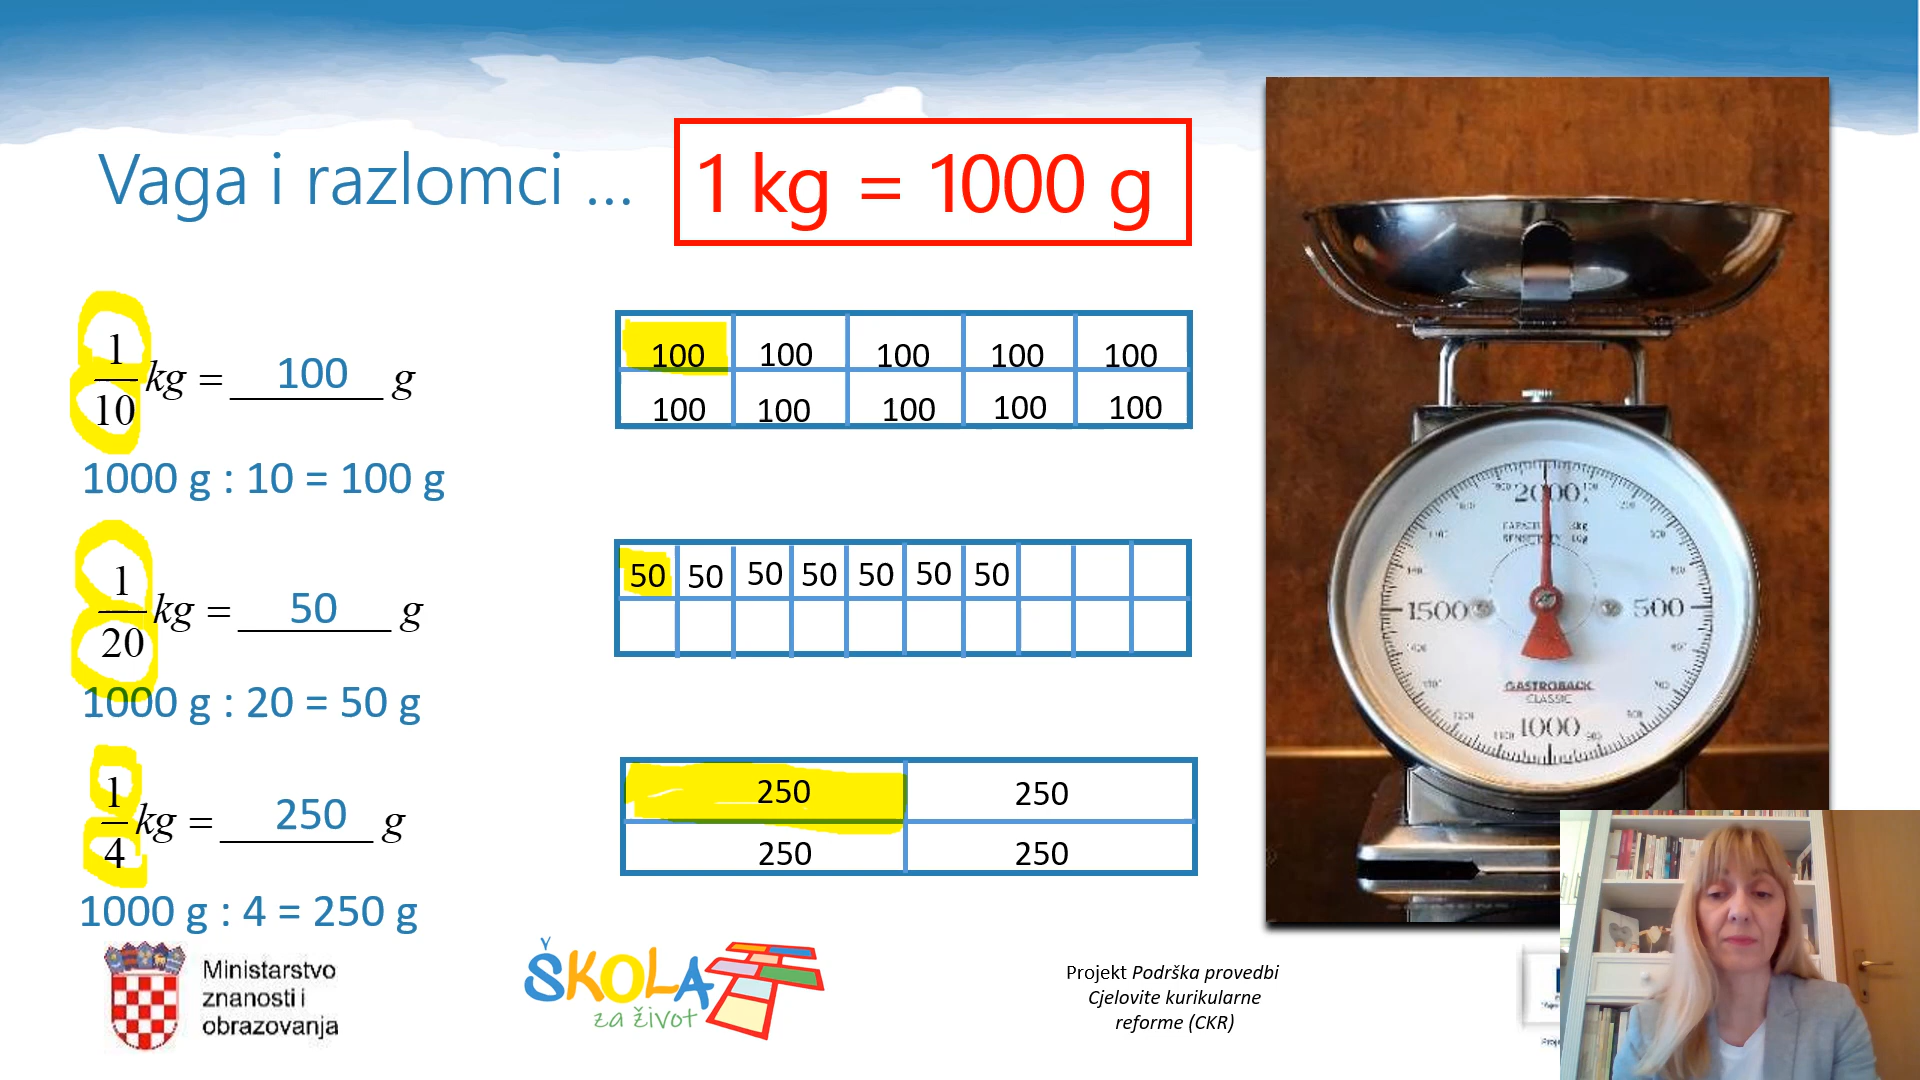 Vaga i razlomci ...
1 kg = 1000 g
1/10 kg = 100 g
1000 g : 10 = 100 g
100 100 100 100 100
100 100 100 100 100
1/20 kg = 50 g
1000 g : 20 = 50 g
50 50 50 50 50 50 50
1/4 kg = 250 g
1000 g : 4 = 250 g
250 250
250 250
2000
1500
500
GASTROBACK
CLASSIC
1000
Ministarstvo
znanosti i
obrazovanja
ŠKOLA
za život
Projekt Podrška provedbi
Cjelovite kurikularne
reforme (CKR)